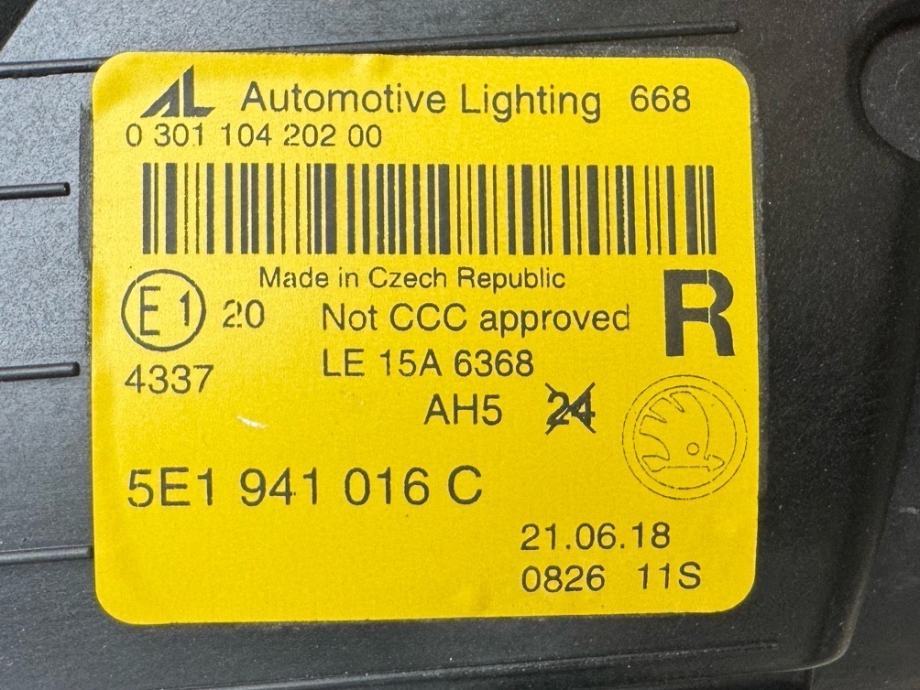 AL Automotive Lighting 668
0 301 104 202 00
Made in Czech Republic
E1 20 Not CCC approved R
4337 LE 15A 6368
AH5 24
5E1 941 016 C
21.06.18
0826 11S